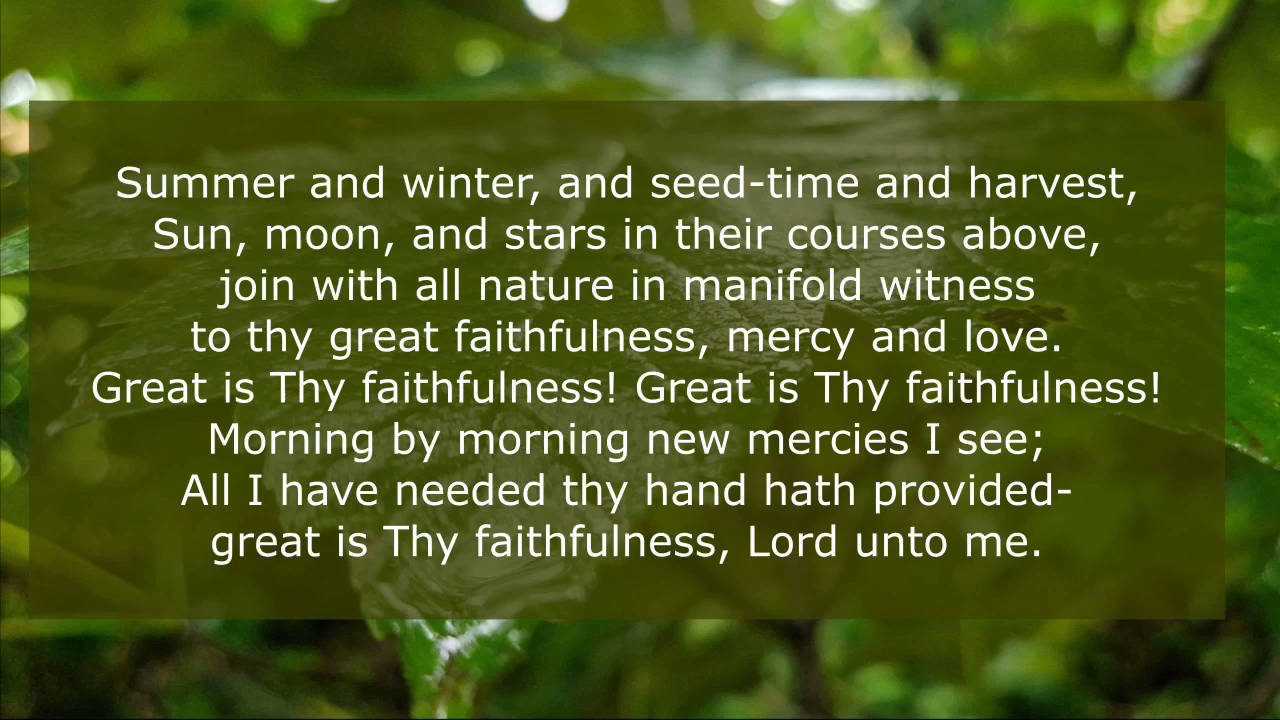 Summer and winter, and seed-time and harvest,
Sun, moon, and stars in their courses above,
join with all nature in manifold witness
to thy great faithfulness, mercy and love.
Great is Thy faithfulness! Great is Thy faithfulness!
Morning by morning new mercies I see;
All I have needed thy hand hath provided-
great is Thy faithfulness, Lord unto me.